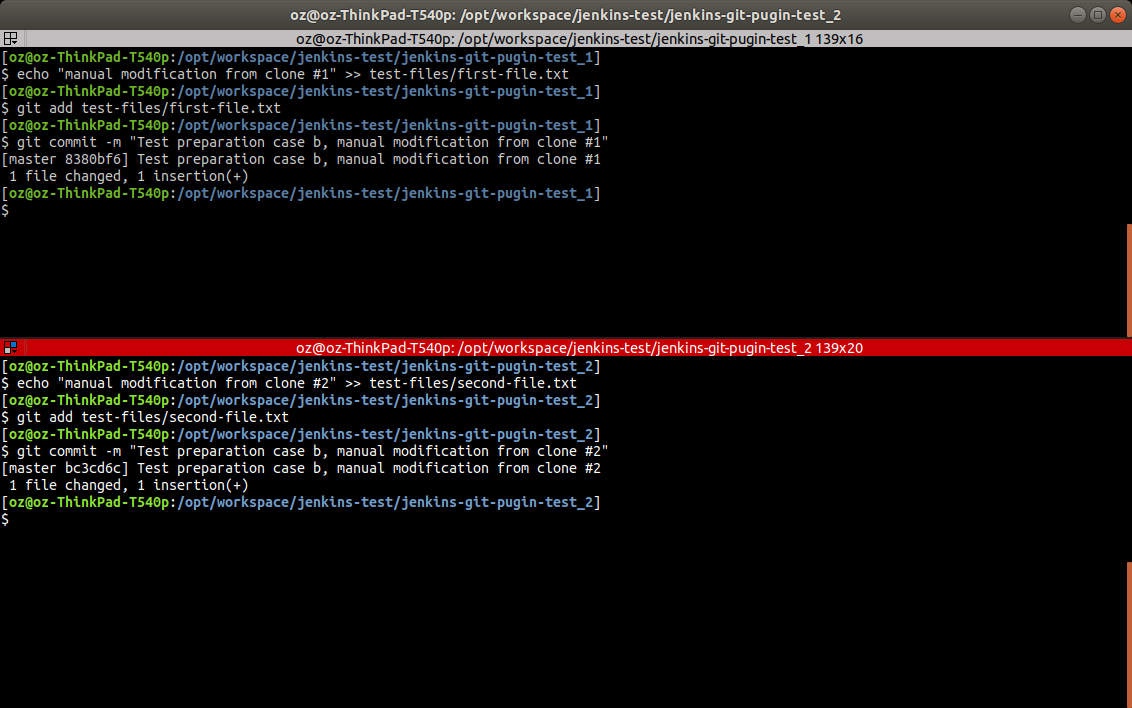 oz@oz-ThinkPad-T540p: /opt/workspace/jenkins-test/jenkins-git-pugin-test_2
oz@oz-ThinkPad-T540p: /opt/workspace/jenkins-test/jenkins-git-pugin-test_1 139x16
[oz@oz-ThinkPad-T540p:/opt/workspace/jenkins-test/jenkins-git-pugin-test_1]
$ echo "manual modification from clone #1" >> test-files/first-file.txt
[oz@oz-ThinkPad-T540p:/opt/workspace/jenkins-test/jenkins-git-pugin-test_1]
$ git add test-files/first-file.txt
[oz@oz-ThinkPad-T540p:/opt/workspace/jenkins-test/jenkins-git-pugin-test_1]
$ git commit -m "Test preparation case b, manual modification from clone #1"
[master 8380bf6] Test preparation case b, manual modification from clone #1
 1 file changed, 1 insertion(+)
[oz@oz-ThinkPad-T540p:/opt/workspace/jenkins-test/jenkins-git-pugin-test_1]
$
oz@oz-ThinkPad-T540p: /opt/workspace/jenkins-test/jenkins-git-pugin-test_2 139x20
[oz@oz-ThinkPad-T540p:/opt/workspace/jenkins-test/jenkins-git-pugin-test_2]
$ echo "manual modification from clone #2" >> test-files/second-file.txt
[oz@oz-ThinkPad-T540p:/opt/workspace/jenkins-test/jenkins-git-pugin-test_2]
$ git add test-files/second-file.txt
[oz@oz-ThinkPad-T540p:/opt/workspace/jenkins-test/jenkins-git-pugin-test_2]
$ git commit -m "Test preparation case b, manual modification from clone #2"
[master bc3cd6c] Test preparation case b, manual modification from clone #2
 1 file changed, 1 insertion(+)
[oz@oz-ThinkPad-T540p:/opt/workspace/jenkins-test/jenkins-git-pugin-test_2]
$